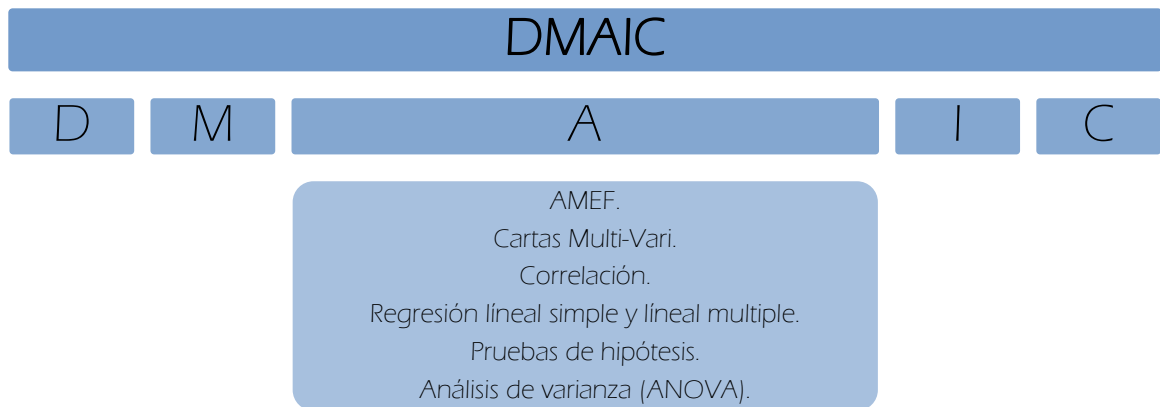 DMAIC
D M A I C
AMEF.
Cartas Multi-Vari.
Correlación.
Regresión líneal simple y líneal multiple.
Pruebas de hipótesis.
Análisis de varianza (ANOVA).